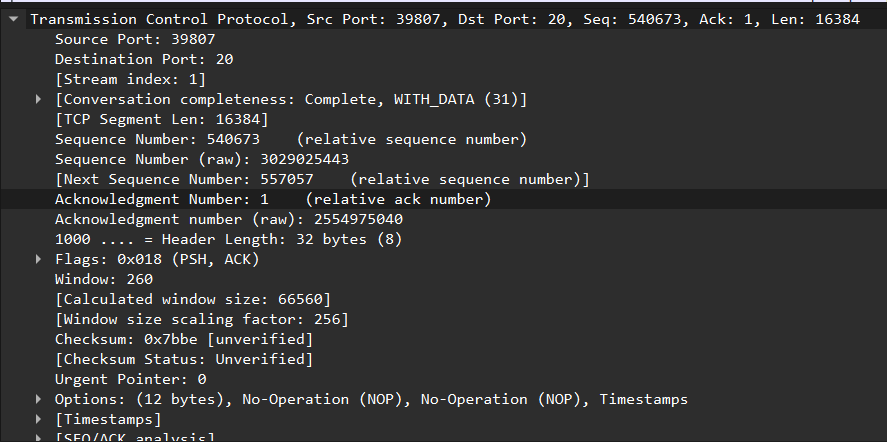 Transmission Control Protocol, Src Port: 39807, Dst Port: 20, Seq: 540673, Ack: 1, Len: 16384
Source Port: 39807
Destination Port: 20
[Stream index: 1]
[Conversation completeness: Complete, WITH_DATA (31)]
[TCP Segment Len: 16384]
Sequence Number: 540673    (relative sequence number)
Sequence Number (raw): 3029025443
[Next Sequence Number: 557057    (relative sequence number)]
Acknowledgment Number: 1    (relative ack number)
Acknowledgment number (raw): 2554975040
1000 .... = Header Length: 32 bytes (8)
Flags: 0x018 (PSH, ACK)
Window: 260
[Calculated window size: 66560]
[Window size scaling factor: 256]
Checksum: 0x7bbe [unverified]
[Checksum Status: Unverified]
Urgent Pointer: 0
Options: (12 bytes), No-Operation (NOP), No-Operation (NOP), Timestamps
[Timestamps]
[SEQ/ACK analysis]